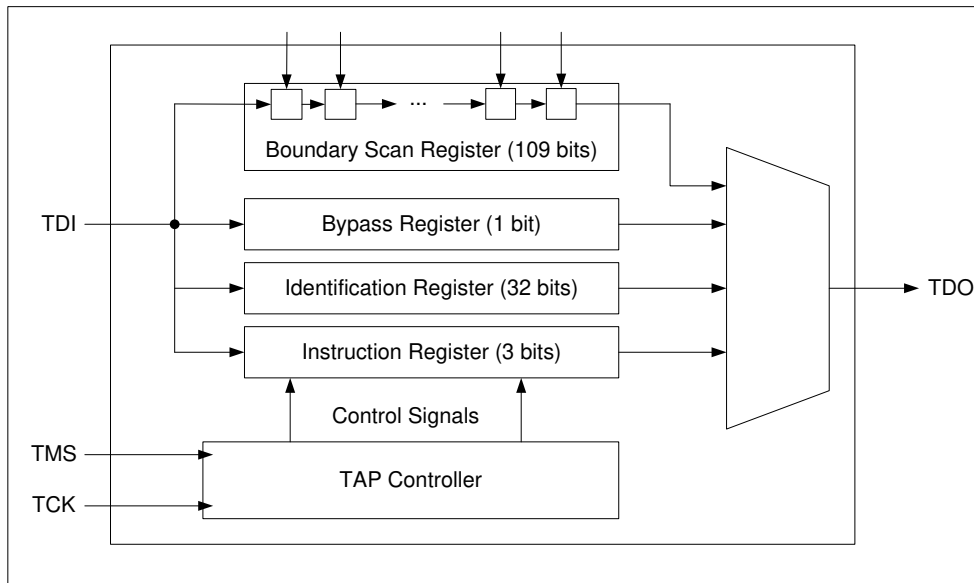 ...
Boundary Scan Register (109 bits)
TDI
Bypass Register (1 bit)
Identification Register (32 bits)
TDO
Instruction Register (3 bits)
Control Signals
TMS
TAP Controller
TCK